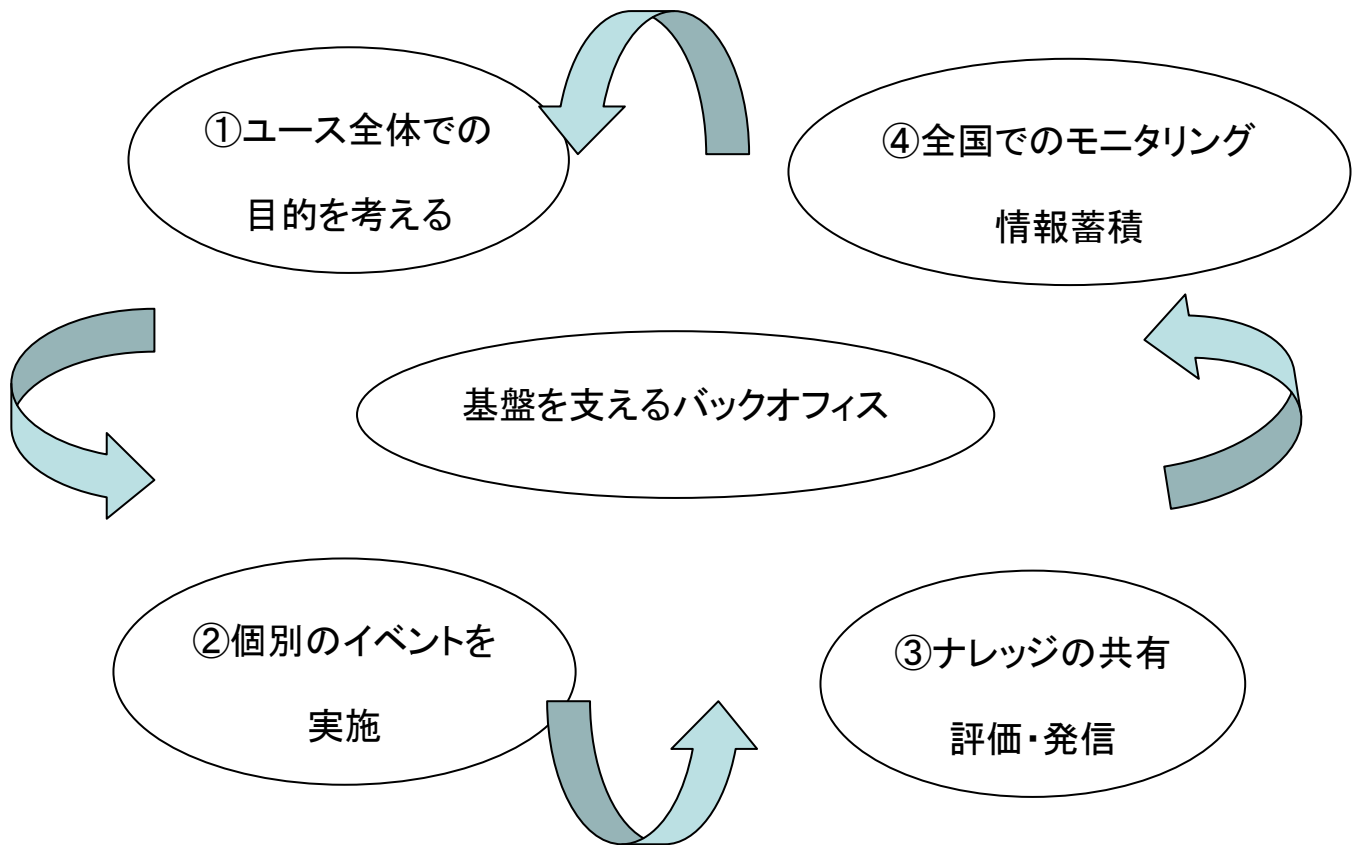 ①ユース全体での
目的を考える
④全国でのモニタリング
情報蓄積
基盤を支えるバックオフィス
②個別のイベントを
実施
③ナレッジの共有
評価・発信